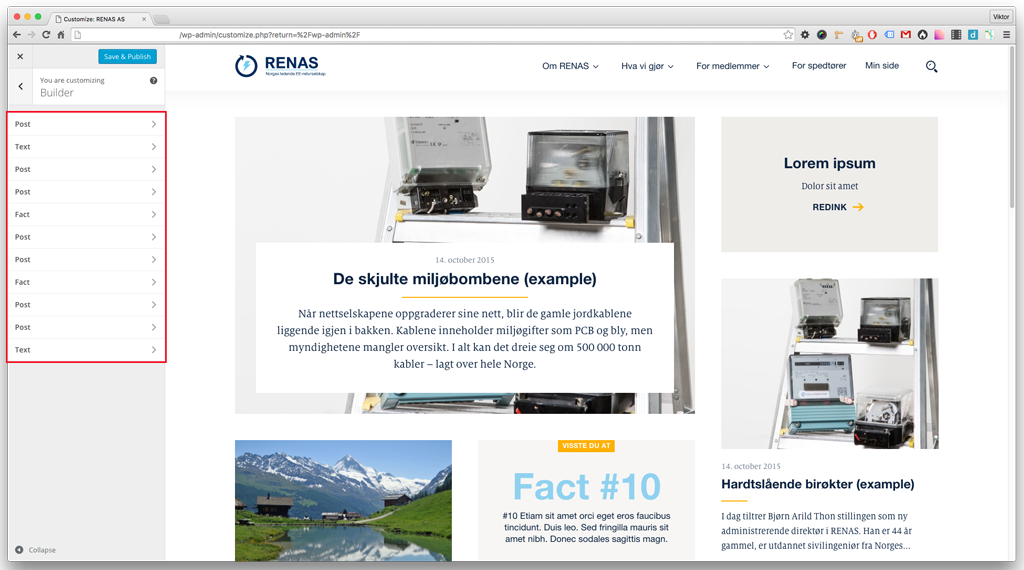 Customize: RENAS AS
Viktor
/wp-admin/customize.php?return=%2Fwp-admin%2F
Save & Publish
You are customizing
Builder
Post
Text
Post
Post
Fact
Post
Post
Fact
Post
Post
Text
Collapse
RENAS
Norges ledende EE-returselskap
Om RENAS
Hva vi gjør
For medlemmer
For spedtører
Min side
14. october 2015
De skjulte miljøbombene (example)
Når nettselskapene oppgraderer sine nett, blir de gamle jordkablene
liggende igjen i bakken. Kablene inneholder miljøgifter som PCB og bly, men
myndighetene mangler oversikt. I alt kan det dreie seg om 500 000 tonn
kabler – lagt over hele Norge.
Lorem ipsum
Dolor sit amet
REDINK
VISSTE DU AT
Fact #10
#10 Etiam sit amet orci eget eros faucibus
tincidunt. Duis leo. Sed fringilla mauris sit
amet nibh. Donec sodales sagittis magna.
14. october 2015
Hardtslående birøkter (example)
I dag tiltrer Bjørn Arild Thon stillingen som ny
administrerende direktør i RENAS. Han er 44 år
gammel, er utdannet sivilingeniør fra Norges...